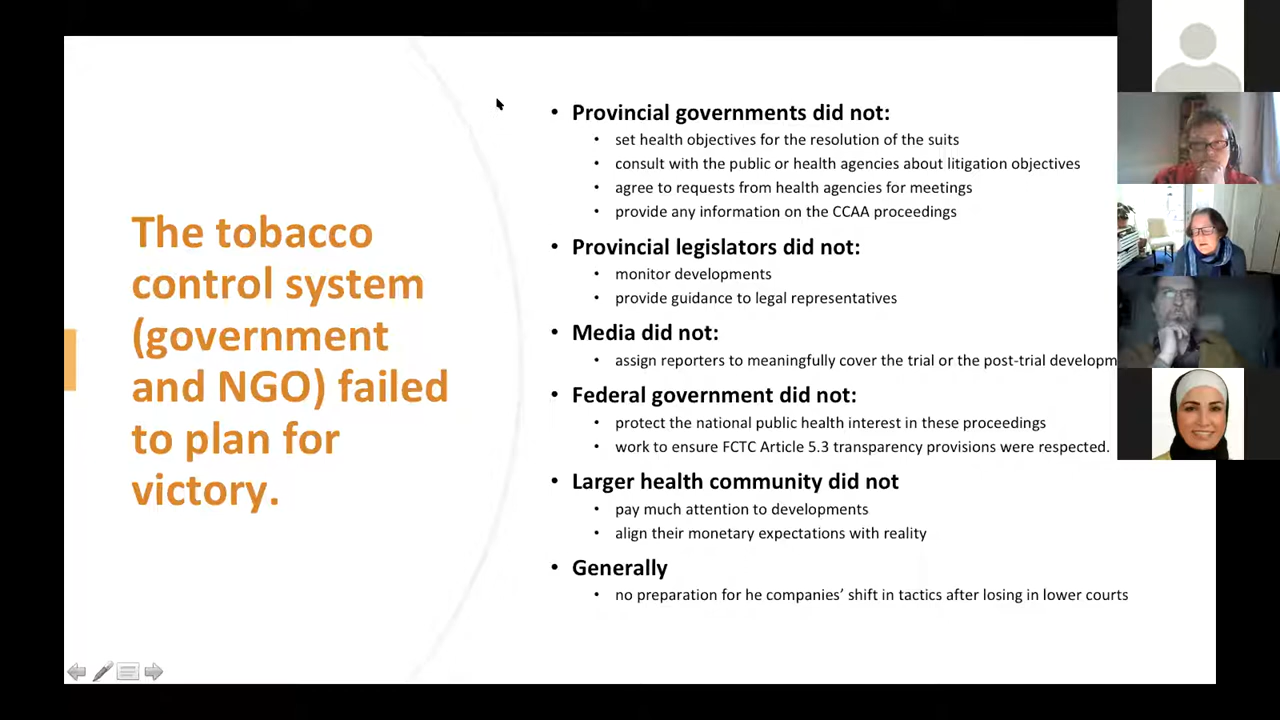 The tobacco
control system
(government
and NGO) failed
to plan for
victory.
• Provincial governments did not:
• set health objectives for the resolution of the suits
• consult with the public or health agencies about litigation objectives
• agree to requests from health agencies for meetings
• provide any information on the CCAA proceedings
• Provincial legislators did not:
• monitor developments
• provide guidance to legal representatives
• Media did not:
• assign reporters to meaningfully cover the trial or the post-trial developm
• Federal government did not:
• protect the national public health interest in these proceedings
• work to ensure FCTC Article 5.3 transparency provisions were respected.
• Larger health community did not
• pay much attention to developments
• align their monetary expectations with reality
• Generally
• no preparation for he companies’ shift in tactics after losing in lower courts